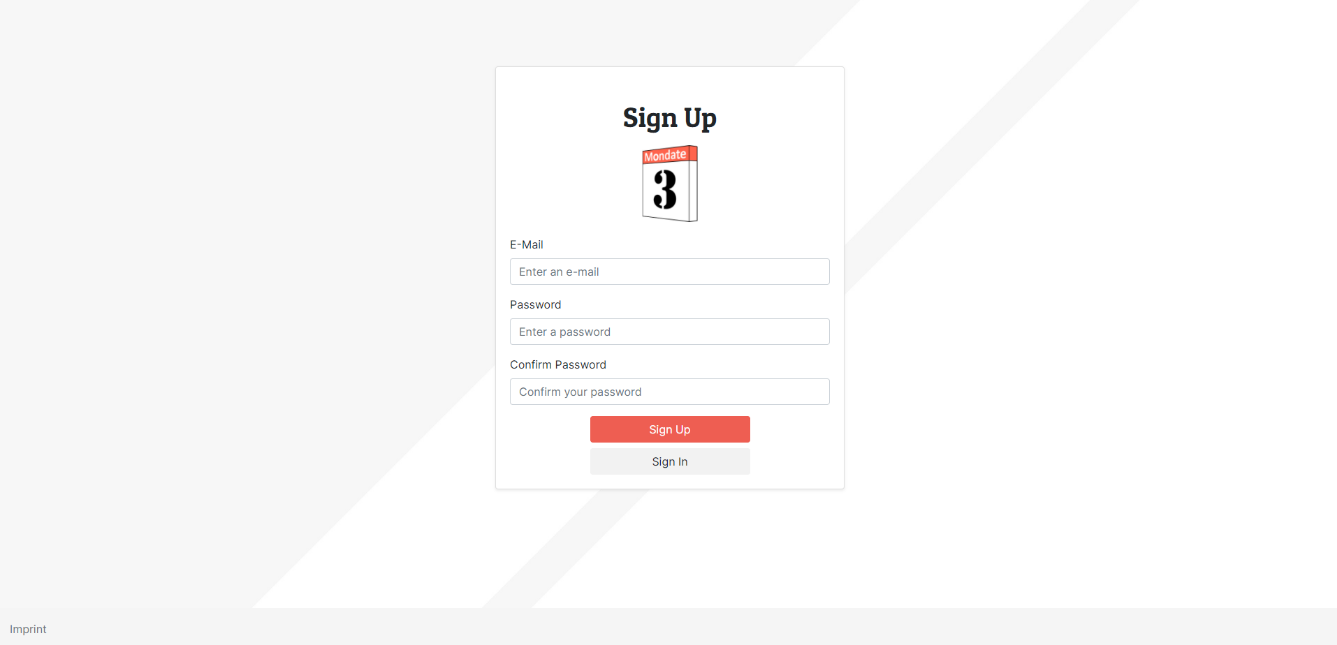 Sign Up
Mondate
3
E-Mail
Enter an e-mail
Password
Enter a password
Confirm Password
Confirm your password
Sign Up
Sign In
Imprint